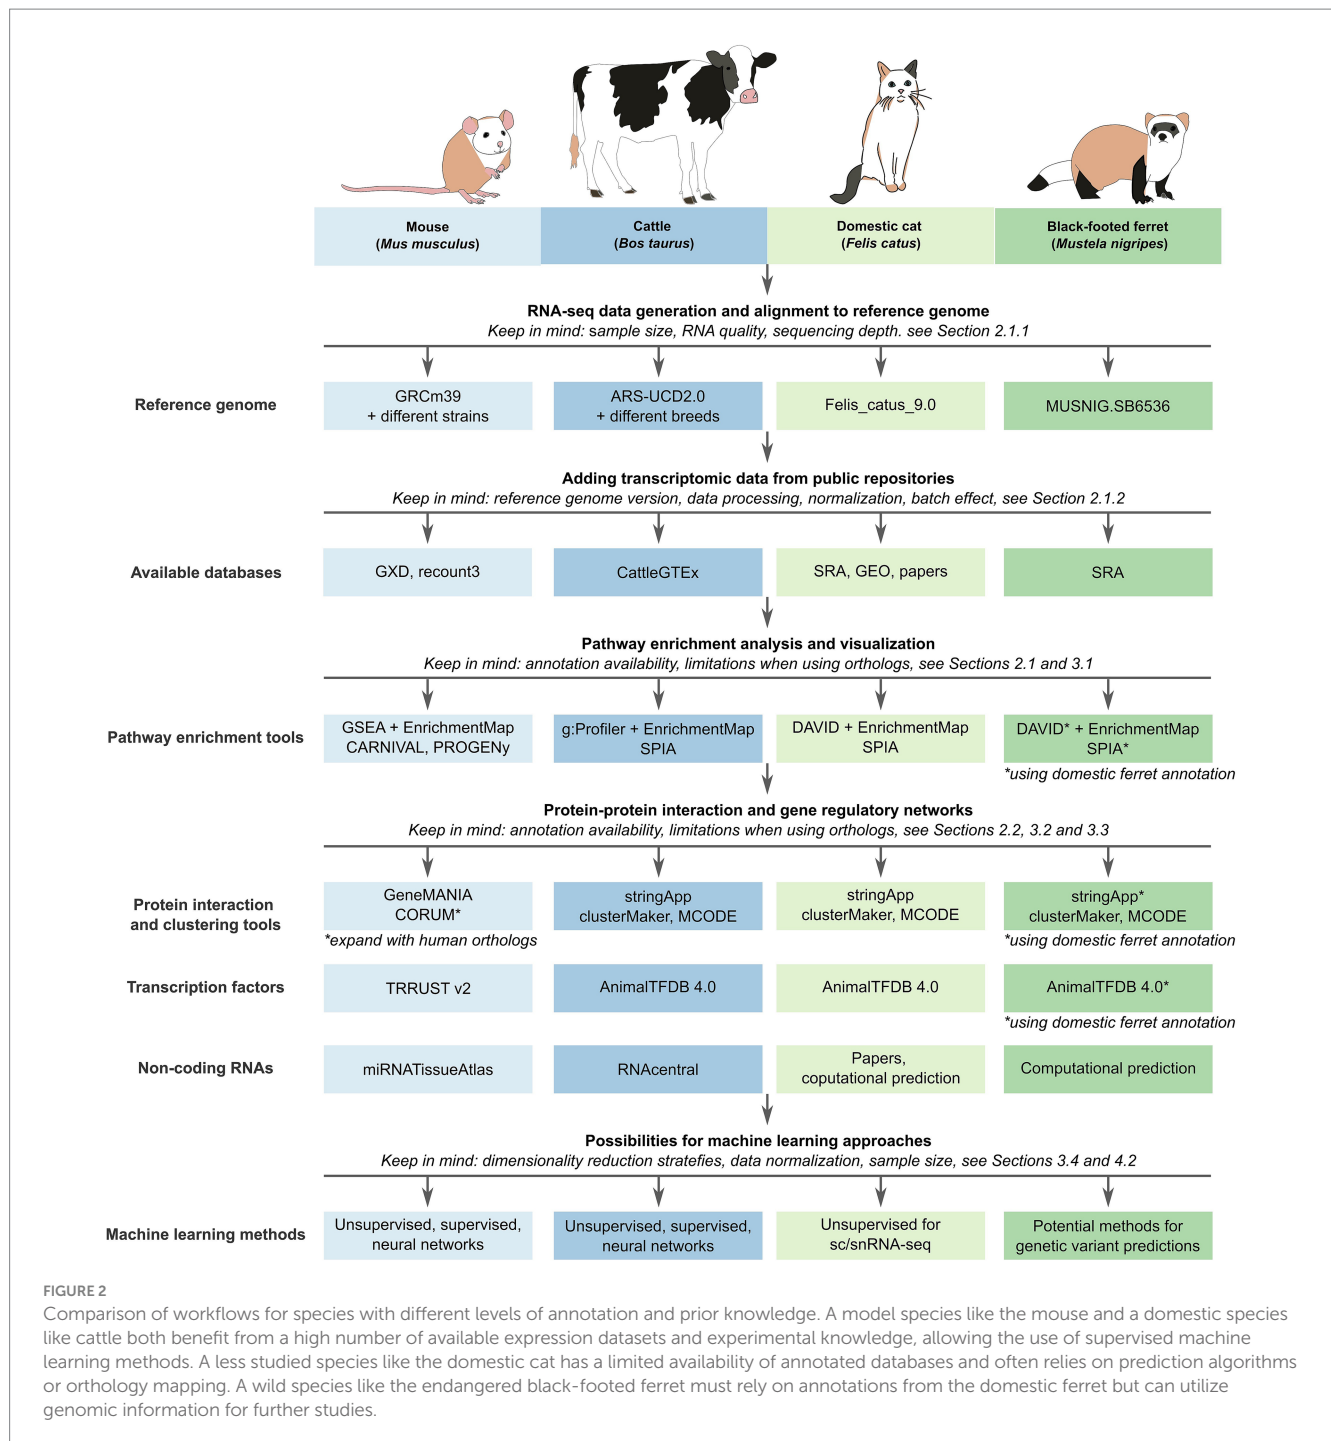 Mouse
(Mus musculus)
Cattle
(Bos taurus)
Domestic cat
(Felis catus)
Black-footed ferret
(Mustela nigripes)
RNA-seq data generation and alignment to reference genome
Keep in mind: sample size, RNA quality, sequencing depth. see Section 2.1.1
Reference genome
GRCm39
+ different strains
ARS-UCD2.0
+ different breeds
Felis_catus_9.0
MUSNIG.SB6536
Adding transcriptomic data from public repositories
Keep in mind: reference genome version, data processing, normalization, batch effect, see Section 2.1.2
Available databases
GXD, recount3
CattleGTEx
SRA, GEO, papers
SRA
Pathway enrichment analysis and visualization
Keep in mind: annotation availability, limitations when using orthologs, see Sections 2.1 and 3.1
Pathway enrichment tools
GSEA + EnrichmentMap
CARNIVAL, PROGENy
g:Profiler + EnrichmentMap
SPIA
DAVID + EnrichmentMap
SPIA
DAVID* + EnrichmentMap
SPIA*
*using domestic ferret annotation
Protein-protein interaction and gene regulatory networks
Keep in mind: annotation availability, limitations when using orthologs, see Sections 2.2, 3.2 and 3.3
Protein interaction
and clustering tools
GeneMANIA
CORUM*
*expand with human orthologs
stringApp
clusterMaker, MCODE
stringApp
clusterMaker, MCODE
stringApp*
clusterMaker, MCODE
*using domestic ferret annotation
Transcription factors
TRRUST v2
AnimalTFDB 4.0
AnimalTFDB 4.0
AnimalTFDB 4.0*
*using domestic ferret annotation
Non-coding RNAs
miRNATissueAtlas
RNAcentral
Papers,
coputational prediction
Computational prediction
Possibilities for machine learning approaches
Keep in mind: dimensionality reduction stratefies, data normalization, sample size, see Sections 3.4 and 4.2
Machine learning methods
Unsupervised, supervised,
neural networks
Unsupervised, supervised,
neural networks
Unsupervised for
sc/snRNA-seq
Potential methods for
genetic variant predictions
FIGURE 2
Comparison of workflows for species with different levels of annotation and prior knowledge. A model species like the mouse and a domestic species
like cattle both benefit from a high number of available expression datasets and experimental knowledge, allowing the use of supervised machine
learning methods. A less studied species like the domestic cat has a limited availability of annotated databases and often relies on prediction algorithms
or orthology mapping. A wild species like the endangered black-footed ferret must rely on annotations from the domestic ferret but can utilize
genomic information for further studies.